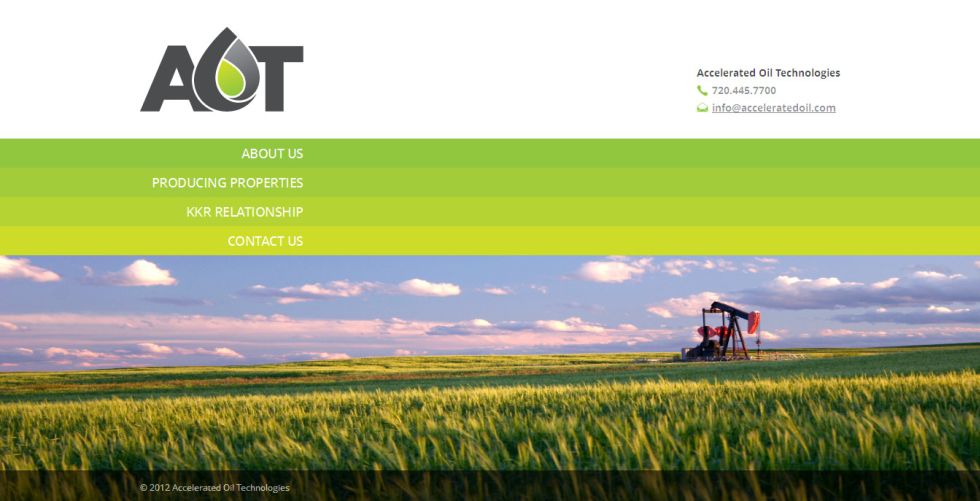 AOT
Accelerated Oil Technologies
720.445.7700
info@acceleratedoil.com
ABOUT US
PRODUCING PROPERTIES
KKR RELATIONSHIP
CONTACT US
© 2012 Accelerated Oil Technologies